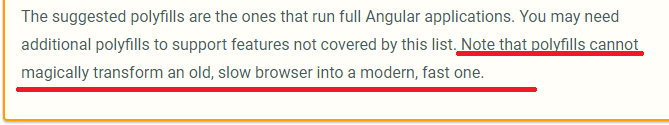 The suggested polyfills are the ones that run full Angular applications. You may need
additional polyfills to support features not covered by this list. Note that polyfills cannot
magically transform an old, slow browser into a modern, fast one.